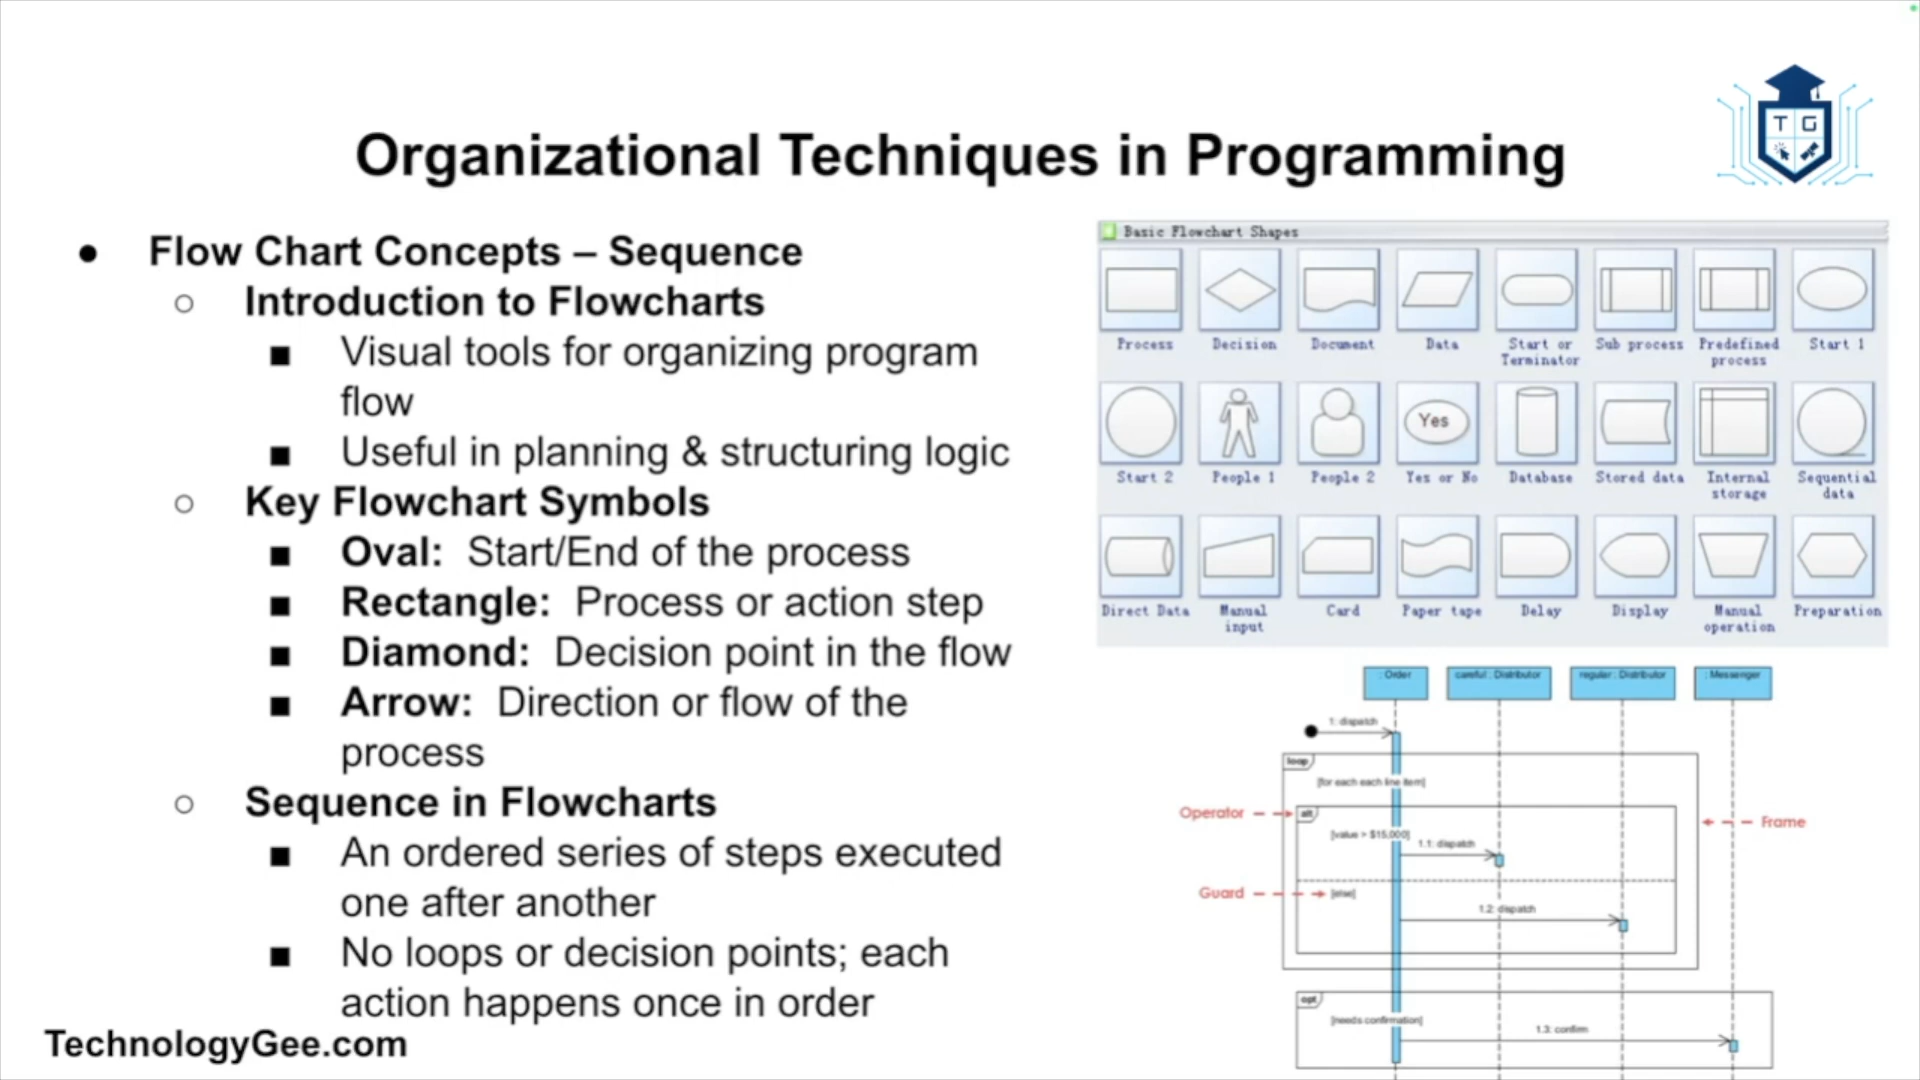 T G
Organizational Techniques in Programming
● Flow Chart Concepts – Sequence
○ Introduction to Flowcharts
■ Visual tools for organizing program
flow
■ Useful in planning & structuring logic
○ Key Flowchart Symbols
■ Oval: Start/End of the process
■ Rectangle: Process or action step
■ Diamond: Decision point in the flow
■ Arrow: Direction or flow of the
process
○ Sequence in Flowcharts
■ An ordered series of steps executed
one after another
■ No loops or decision points; each
action happens once in order
TechnologyGee.com
Basic Flowchart Shapes
Process Decision Document Data Start or Terminator Sub process Predefined process Start 1
Yes
Start 2 People 1 People 2 Yes or No Database Stored data Internal storage Sequential data
Direct Data Manual input Card Paper tape Delay Display Manual operation Preparation
: Order careful : Distributor regular : Distributor : Messenger
1: dispatch
loop
[for each each line item]
Operator alt Frame
[value > $15,000]
1.1: dispatch
Guard [else]
1.2: dispatch
opt
[needs confirmation]
1.3: confirm